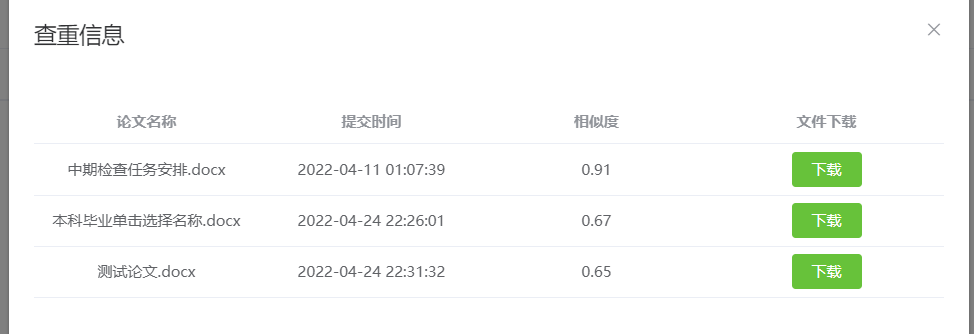 查重信息
论文名称 提交时间 相似度 文件下载
中期检查任务安排.docx 2022-04-11 01:07:39 0.91 下载
本科毕业单击选择名称.docx 2022-04-24 22:26:01 0.67 下载
测试论文.docx 2022-04-24 22:31:32 0.65 下载